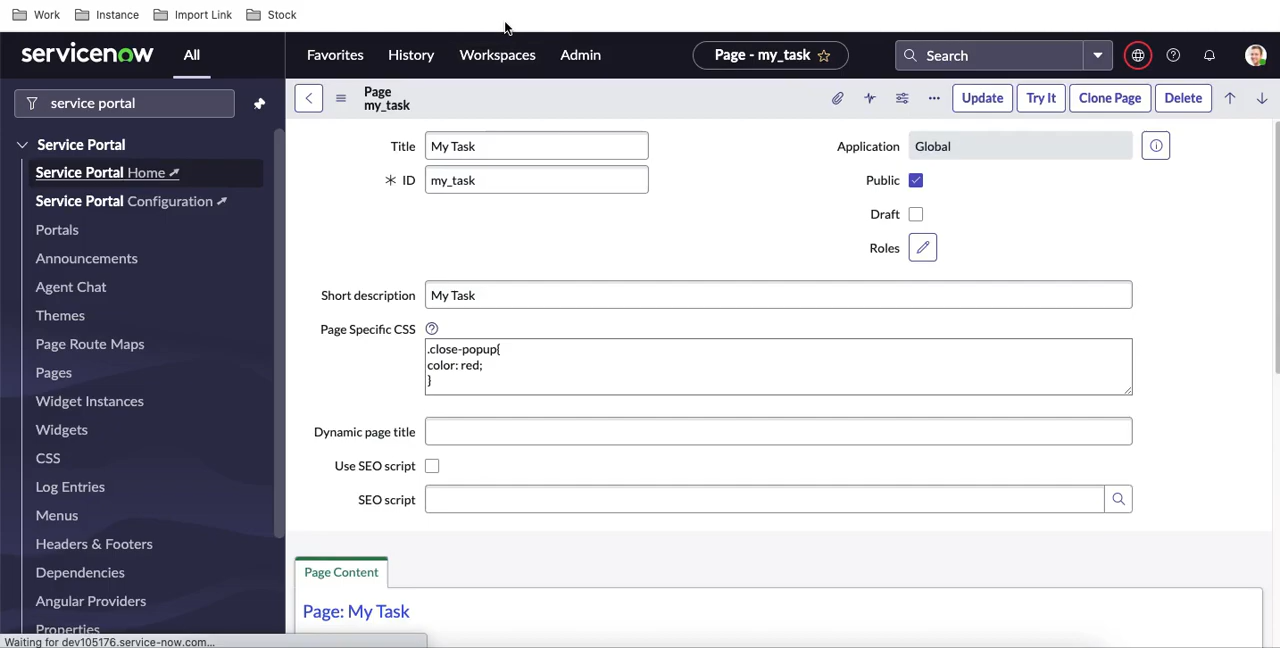 Work
Instance
Import Link
Stock
servicenow
All
Favorites
History
Workspaces
Admin
Page - my_task
Search
service portal
Page
my_task
Update
Try It
Clone Page
Delete
Service Portal
Service Portal Home
Service Portal Configuration
Portals
Announcements
Agent Chat
Themes
Page Route Maps
Pages
Widget Instances
Widgets
CSS
Log Entries
Menus
Headers & Footers
Dependencies
Angular Providers
Properties
Title
My Task
Application
Global
ID
my_task
Public
Draft
Roles
Short description
My Task
Page Specific CSS
.close-popup{
color: red;
}
Dynamic page title
Use SEO script
SEO script
Page Content
Page: My Task
Waiting for dev105176.service-now.com...